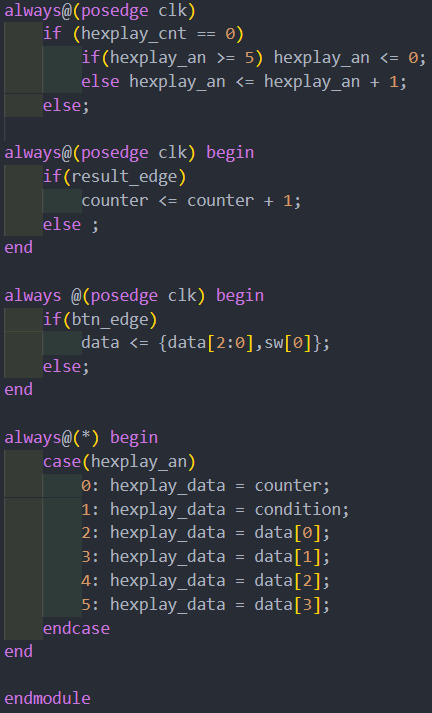 always@(posedge clk)
    if (hexplay_cnt == 0)
        if(hexplay_an >= 5) hexplay_an <= 0;
        else hexplay_an <= hexplay_an + 1;
    else;

always@(posedge clk) begin
    if(result_edge)
        counter <= counter + 1;
    else ;
end

always @(posedge clk) begin
    if(btn_edge)
        data <= {data[2:0],sw[0]};
    else;
end

always@(*) begin
    case(hexplay_an)
        0: hexplay_data = counter;
        1: hexplay_data = condition;
        2: hexplay_data = data[0];
        3: hexplay_data = data[1];
        4: hexplay_data = data[2];
        5: hexplay_data = data[3];
    endcase
end

endmodule